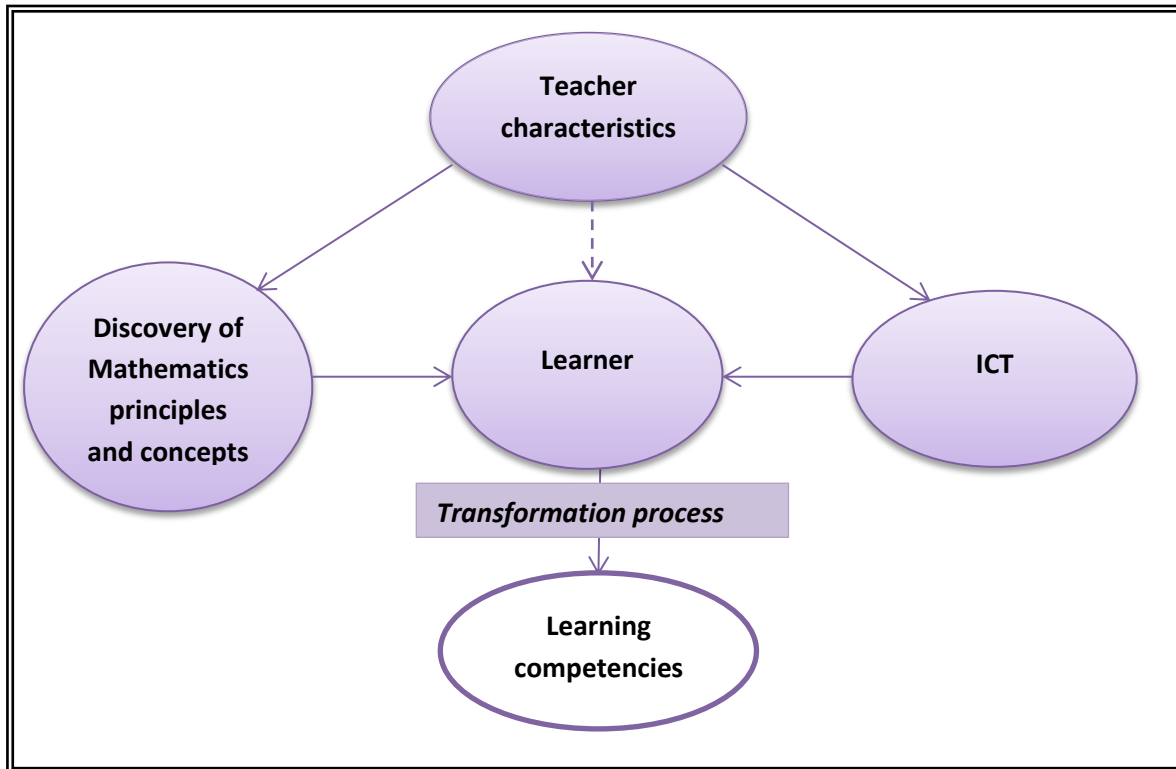 Teacher
characteristics
Discovery of
Mathematics
principles
and concepts
Learner
ICT
Transformation process
Learning
competencies